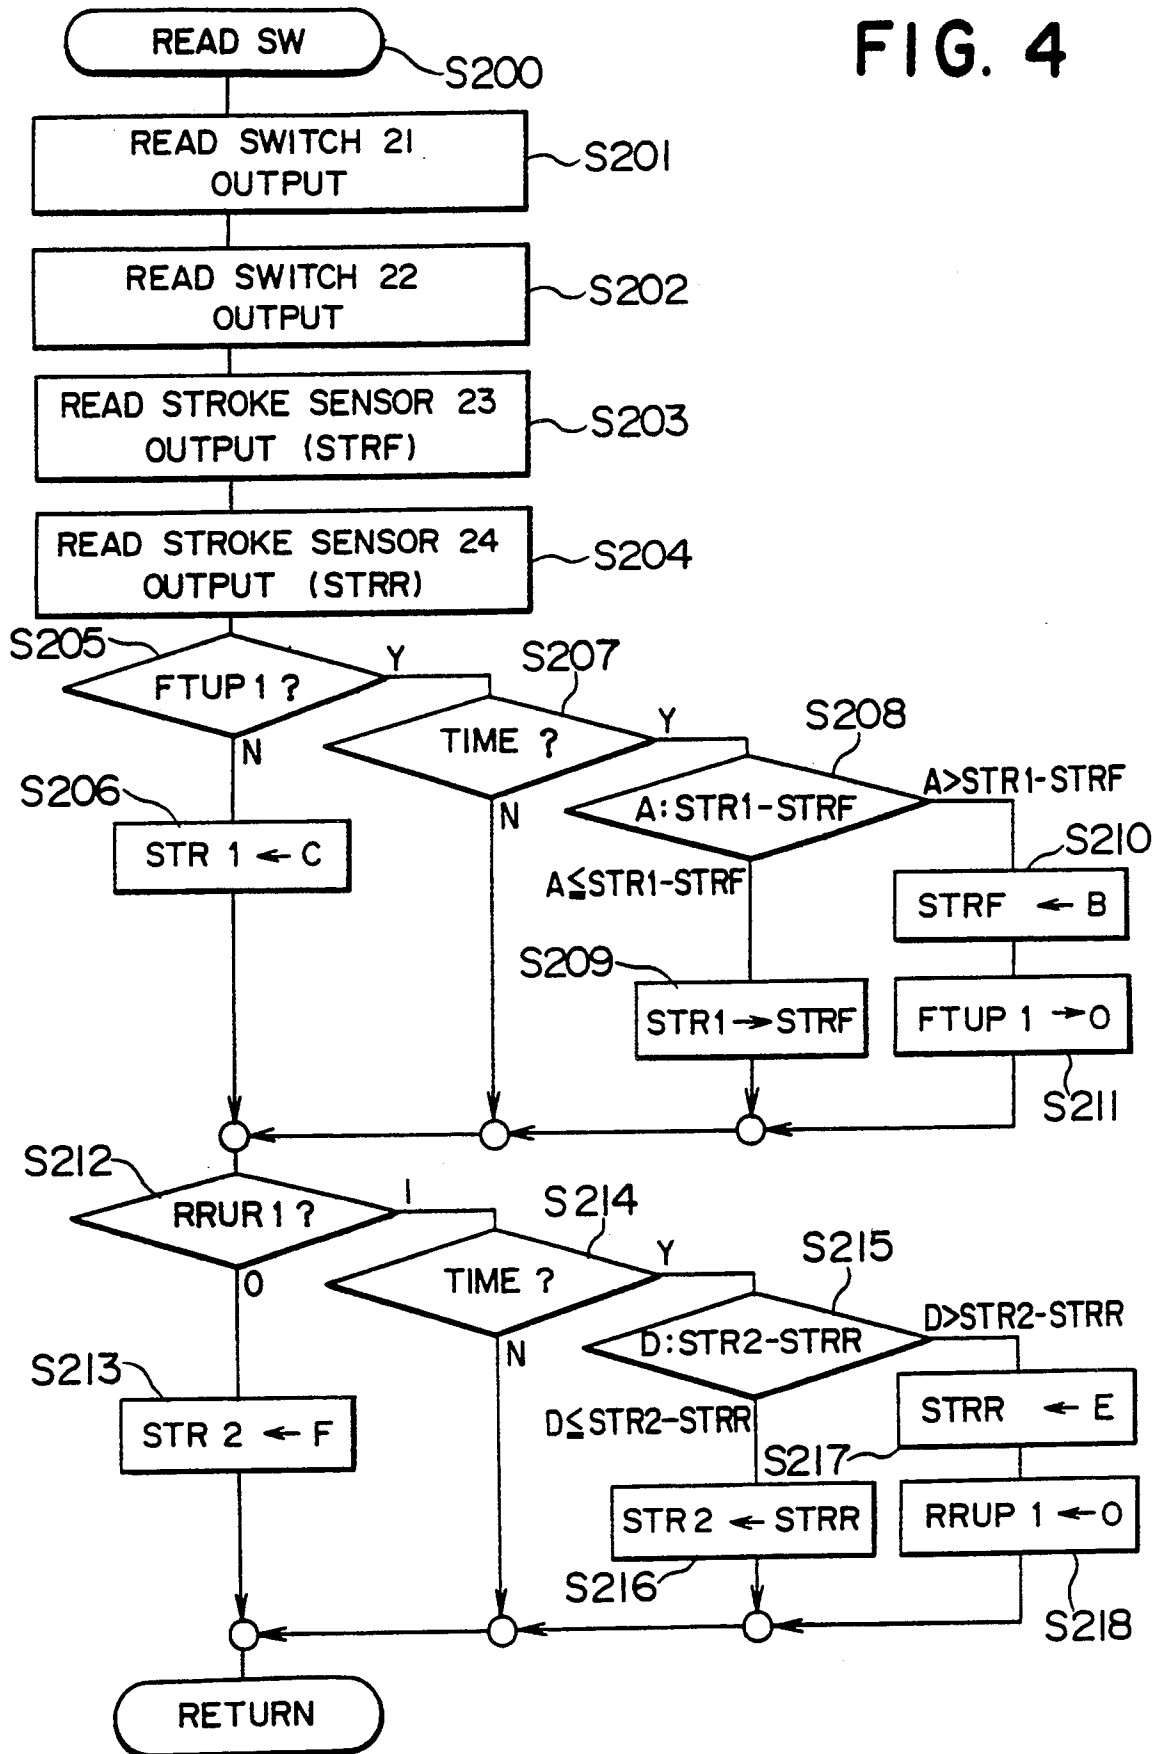 FIG. 4
READ SW
S200
READ SWITCH 21
OUTPUT
S201
READ SWITCH 22
OUTPUT
S202
READ STROKE SENSOR 23
OUTPUT (STRF)
S203
READ STROKE SENSOR 24
OUTPUT (STRR)
S204
S205
FTUP 1 ?
Y
N
S207
TIME ?
Y
N
S208
A:STR1-STRF
A>STR1-STRF
A≦STR1-STRF
S206
STR 1 ← C
S210
STRF ← B
S209
STR1→STRF
FTUP 1 →0
S211
S212
RRUR 1 ?
1
0
S214
TIME ?
Y
N
S215
D:STR2-STRR
D>STR2-STRR
D≦STR2-STRR
S213
STR 2 ← F
STRR ← E
S217
STR 2 ← STRR
S216
RRUP 1 ←0
S218
RETURN